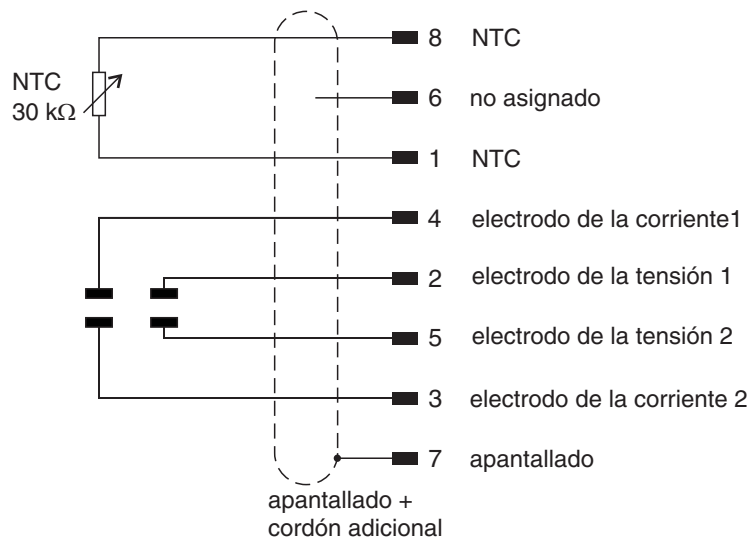 8 NTC
NTC
30 kΩ
6 no asignado
1 NTC
4 electrodo de la corriente1
2 electrodo de la tensión 1
5 electrodo de la tensión 2
3 electrodo de la corriente 2
7 apantallado
apantallado +
cordón adicional